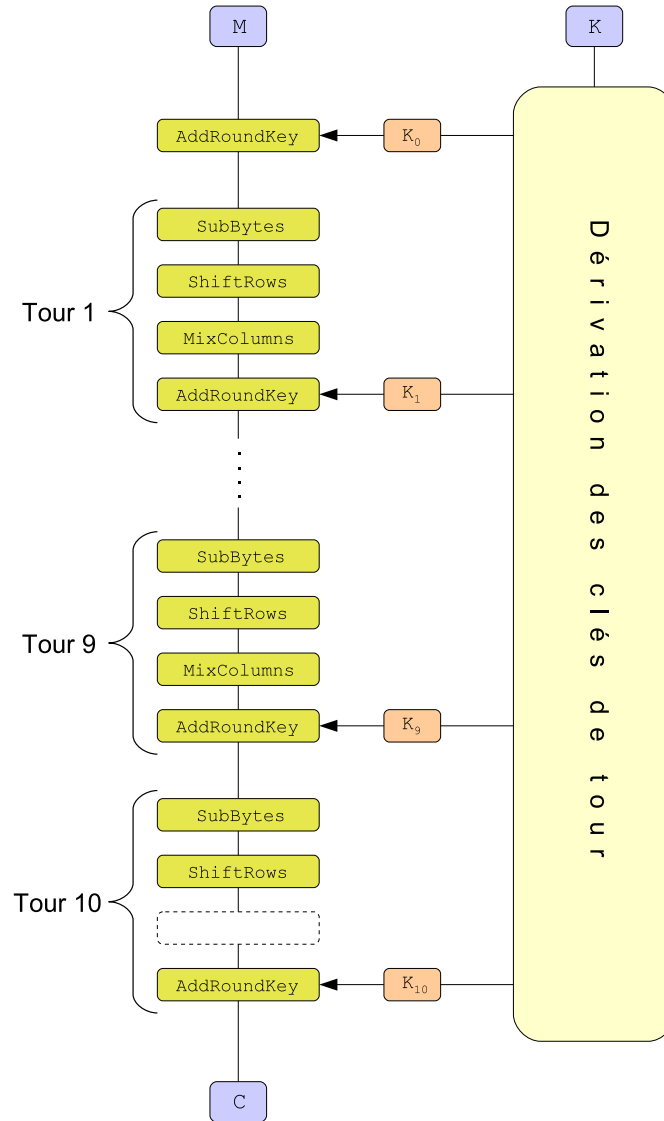 M
K
AddRoundKey
K₀
SubBytes
ShiftRows
Tour 1
MixColumns
AddRoundKey
K₁
SubBytes
ShiftRows
Tour 9
MixColumns
AddRoundKey
K₉
SubBytes
ShiftRows
Tour 10
AddRoundKey
K₁₀
C
Dérivation des clés de tour